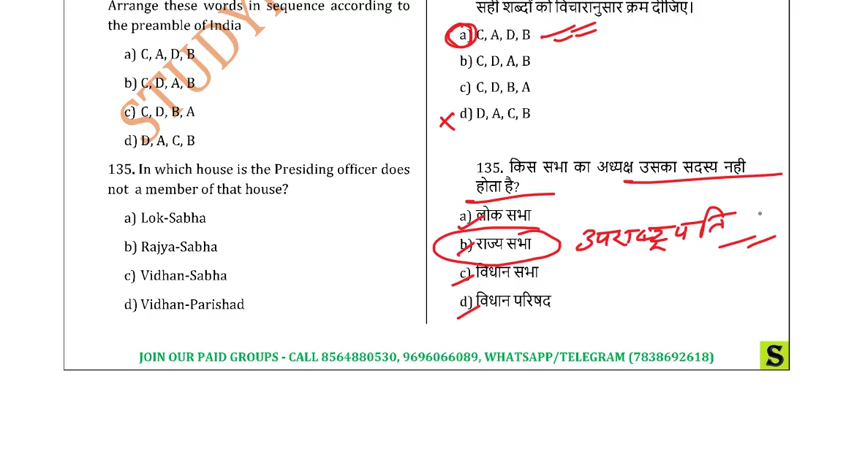 Arrange these words in sequence according to
the preamble of India
a) C, A, D, B
b) C, D, A, B
c) C, D, B, A
d) D, A, C, B
135. In which house is the Presiding officer does
not a member of that house?
a) Lok-Sabha
b) Rajya-Sabha
c) Vidhan-Sabha
d) Vidhan-Parishad
सही शब्दों को विचारानुसार क्रम दीजिए।
a) C, A, D, B
b) C, D, A, B
c) C, D, B, A
d) D, A, C, B
135. किस सभा का अध्यक्ष उसका सदस्य नही
होता है?
a) लोक सभा
b) राज्य सभा
c) विधान सभा
d) विधान परिषद
उपराष्ट्रपति
STUDY
JOIN OUR PAID GROUPS - CALL 8564880530, 9696066089, WHATSAPP/TELEGRAM (7838692618)
S